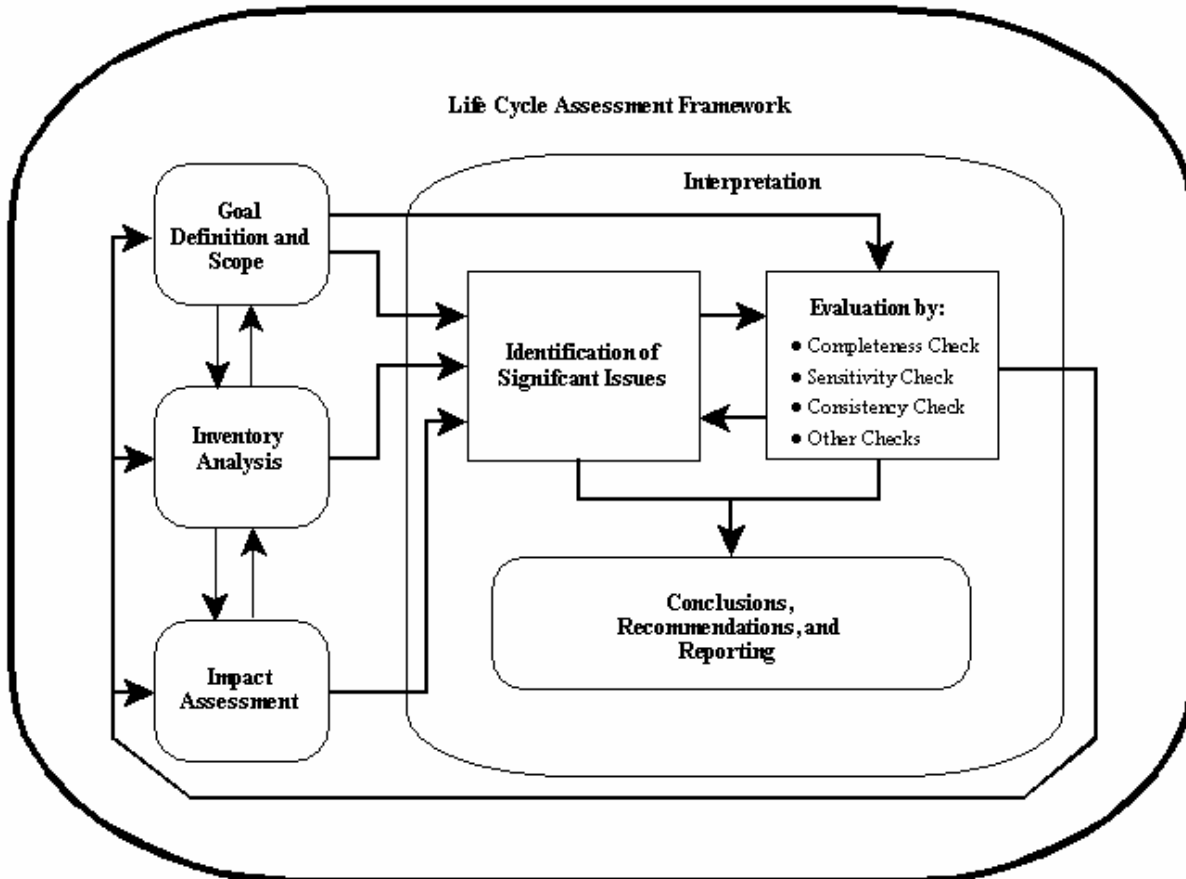 Life Cycle Assessment Framework
Interpretation
Goal
Definition and
Scope
Identification of
Signifcant Issues
Evaluation by:
● Completeness Check
● Sensitivity Check
● Consistency Check
● Other Checks
Inventory
Analysis
Conclusions,
Recommendations, and
Reporting
Impact
Assessment